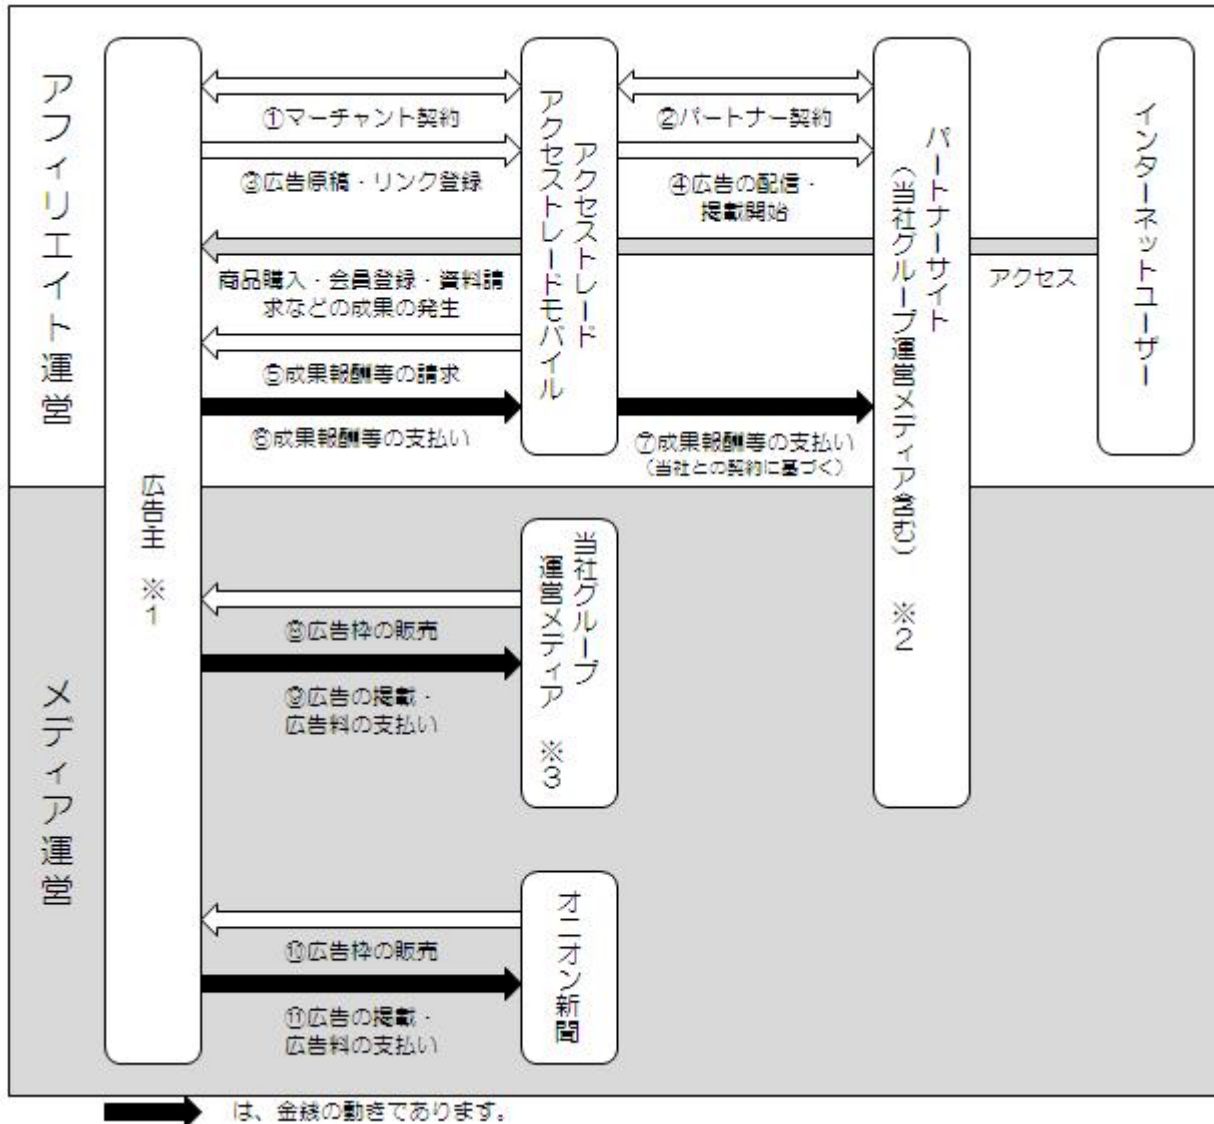 アフィリエイト運営
広告主 ※1
①マーチャント契約
③広告原稿・リンク登録
商品購入・会員登録・資料請
求などの成果の発生
⑤成果報酬等の請求
⑥成果報酬等の支払い
アクセストレード
アクセストレードモバイル
②パートナー契約
④広告の配信・
掲載開始
⑦成果報酬等の支払い
(当社との契約に基づく)
パートナーサイト
(当社グループ運営メディア含む) ※2
アクセス
インターネットユーザー
メディア運営
⑧広告枠の販売
⑨広告の掲載・
広告料の支払い
当社グループ
運営メディア ※3
⑩広告枠の販売
⑪広告の掲載・
広告料の支払い
オニオン新聞
は、金銭の動きであります。